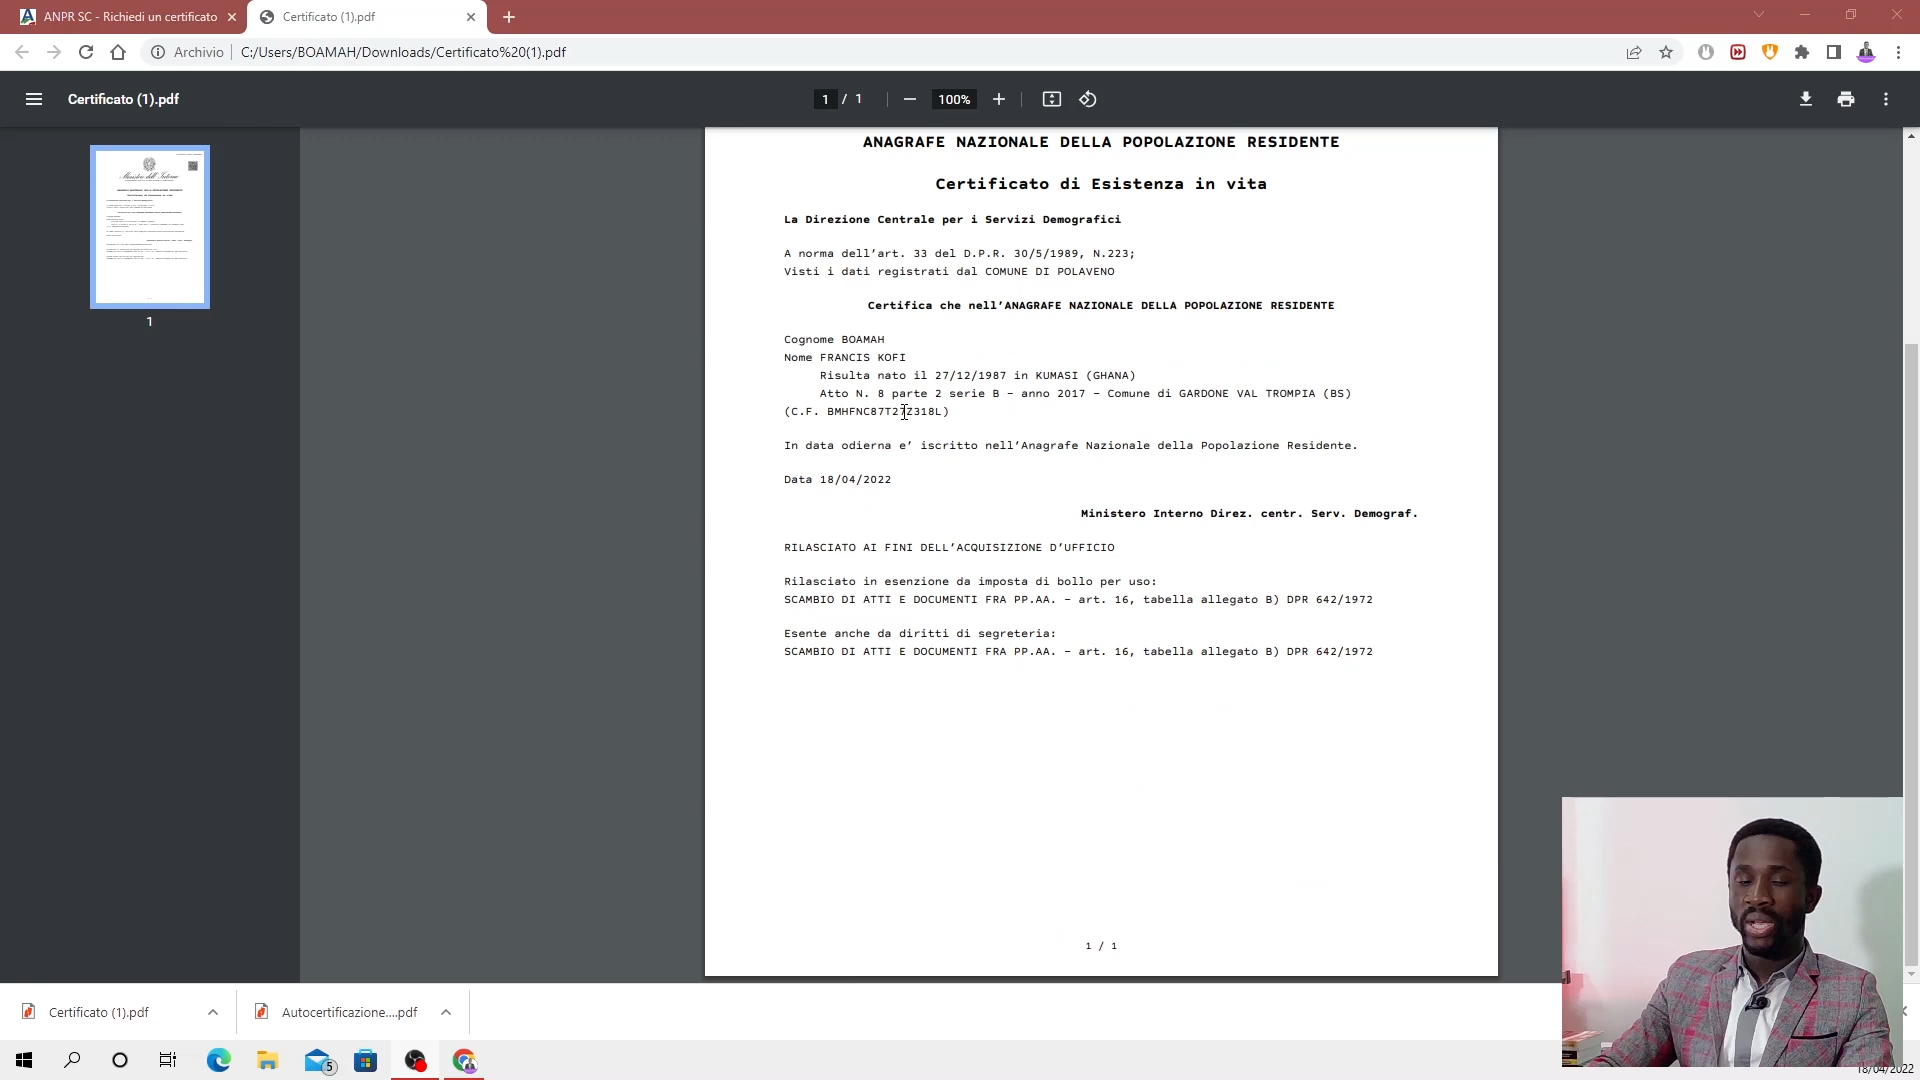 ANPR SC - Richiedi un certificato
Certificato (1).pdf
Archivio
C:/Users/BOAMAH/Downloads/Certificato%20(1).pdf
Certificato (1).pdf
1 / 1
100%
1
ANAGRAFE NAZIONALE DELLA POPOLAZIONE RESIDENTE
Certificato di Esistenza in vita
La Direzione Centrale per i Servizi Demografici
A norma dell'art. 33 del D.P.R. 30/5/1989, N.223;
Visti i dati registrati dal COMUNE DI POLAVENO
Certifica che nell'ANAGRAFE NAZIONALE DELLA POPOLAZIONE RESIDENTE
Cognome BOAMAH
Nome FRANCIS KOFI
Risulta nato il 27/12/1987 in KUMASI (GHANA)
Atto N. 8 parte 2 serie B - anno 2017 - Comune di GARDONE VAL TROMPIA (BS)
(C.F. BMHFNC87T27Z318L)
In data odierna e' iscritto nell'Anagrafe Nazionale della Popolazione Residente.
Data 18/04/2022
Ministero Interno Direz. centr. Serv. Demograf.
RILASCIATO AI FINI DELL'ACQUISIZIONE D'UFFICIO
Rilasciato in esenzione da imposta di bollo per uso:
SCAMBIO DI ATTI E DOCUMENTI FRA PP.AA. - art. 16, tabella allegato B) DPR 642/1972
Esente anche da diritti di segreteria:
SCAMBIO DI ATTI E DOCUMENTI FRA PP.AA. - art. 16, tabella allegato B) DPR 642/1972
1 / 1
Certificato (1).pdf
Autocertificazione....pdf
5
18/04/2022